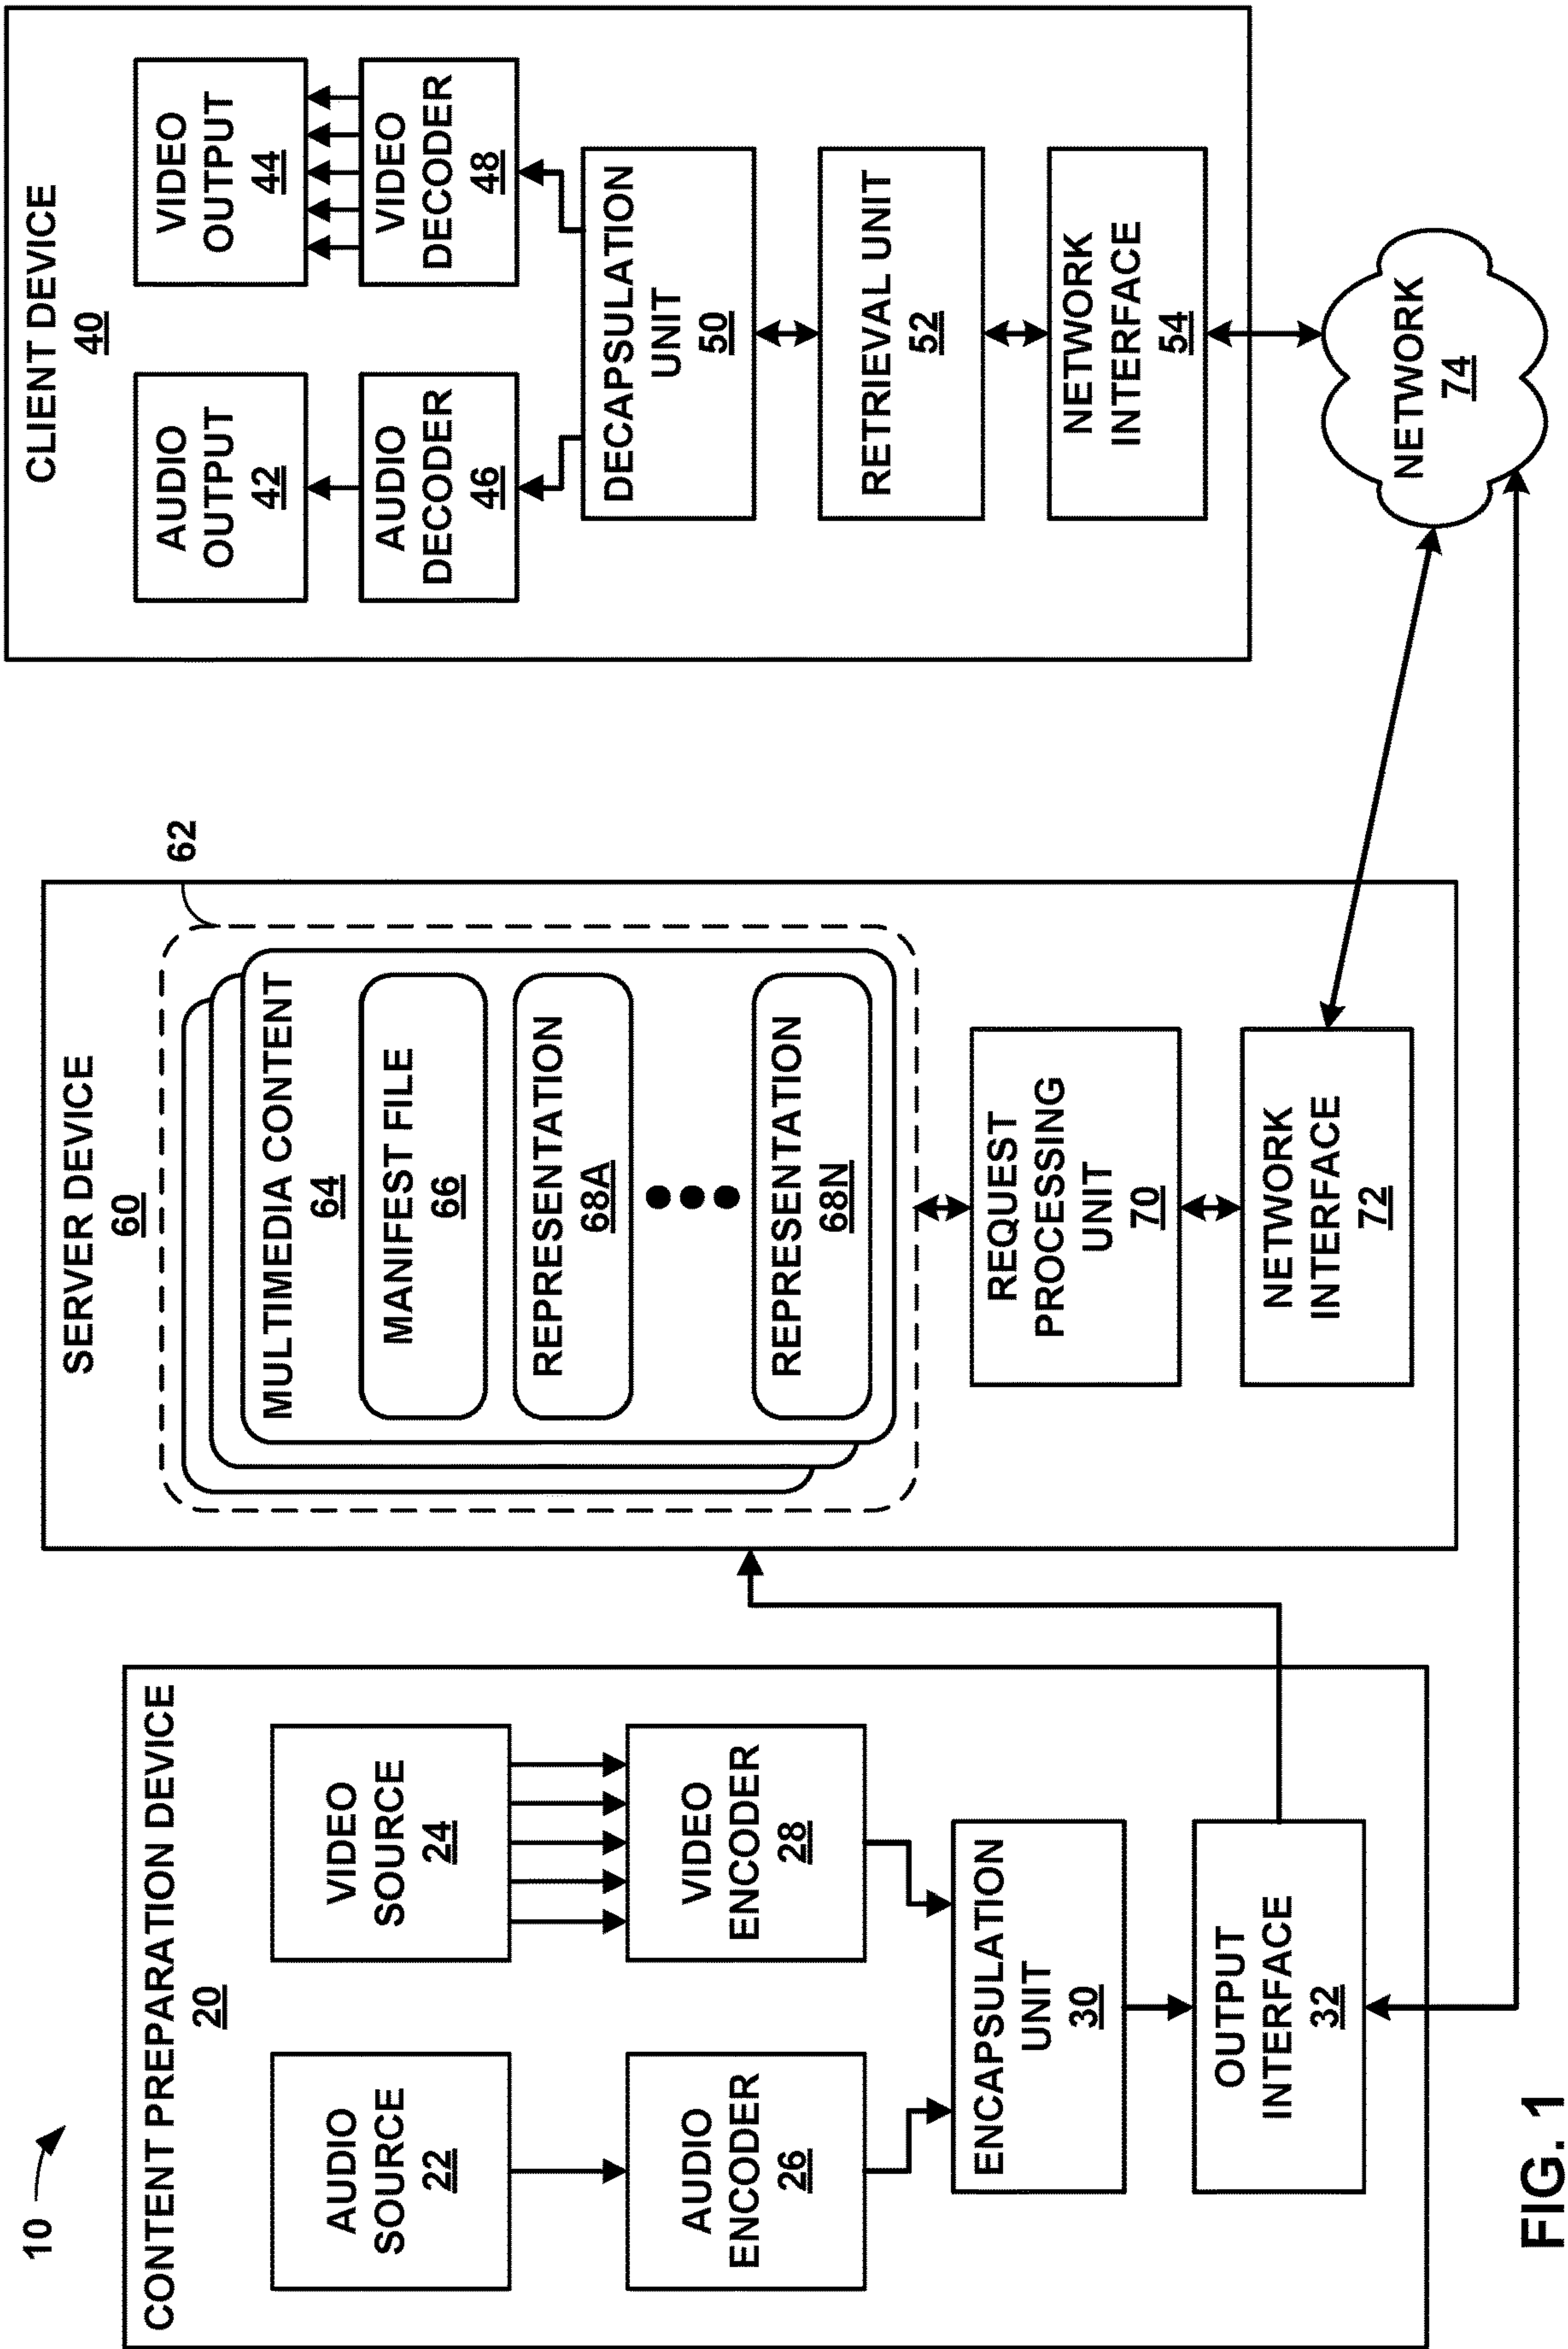 10
CONTENT PREPARATION DEVICE
20
AUDIO
SOURCE
22
VIDEO
SOURCE
24
AUDIO
ENCODER
26
VIDEO
ENCODER
28
ENCAPSULATION
UNIT
30
OUTPUT
INTERFACE
32
SERVER DEVICE
60
62
MULTIMEDIA CONTENT
64
MANIFEST FILE
66
REPRESENTATION
68A
REPRESENTATION
68N
REQUEST
PROCESSING
UNIT
70
NETWORK
INTERFACE
72
CLIENT DEVICE
40
AUDIO
OUTPUT
42
VIDEO
OUTPUT
44
AUDIO
DECODER
46
VIDEO
DECODER
48
DECAPSULATION
UNIT
50
RETRIEVAL UNIT
52
NETWORK
INTERFACE
54
NETWORK
74
FIG. 1